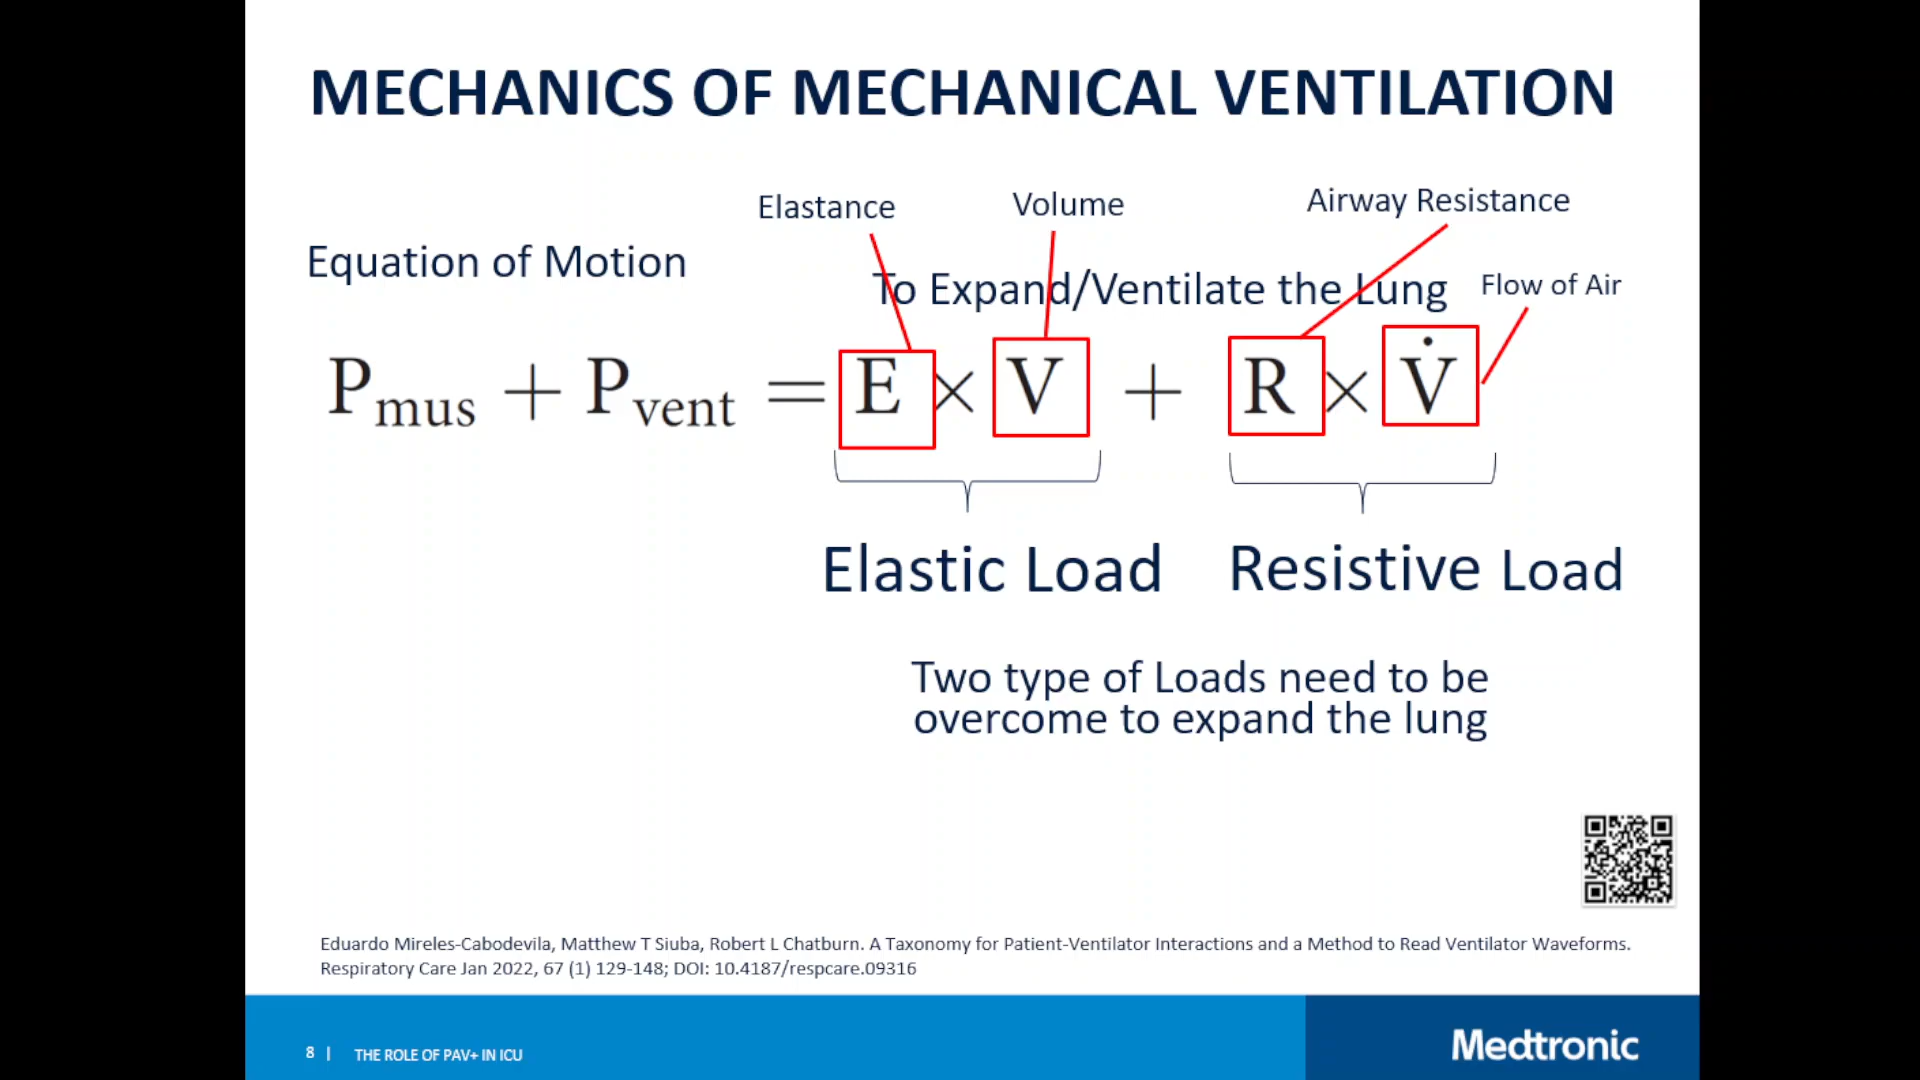 MECHANICS OF MECHANICAL VENTILATION
Elastance
Volume
Airway Resistance
Equation of Motion
To Expand/Ventilate the Lung
Flow of Air
P_mus + P_vent = E × V + R × V̇
Elastic Load
Resistive Load
Two type of Loads need to be
overcome to expand the lung
Eduardo Mireles-Cabodevila, Matthew T Siuba, Robert L Chatburn. A Taxonomy for Patient-Ventilator Interactions and a Method to Read Ventilator Waveforms.
Respiratory Care Jan 2022, 67 (1) 129-148; DOI: 10.4187/respcare.09316
8 | THE ROLE OF PAV+ IN ICU
Medtronic